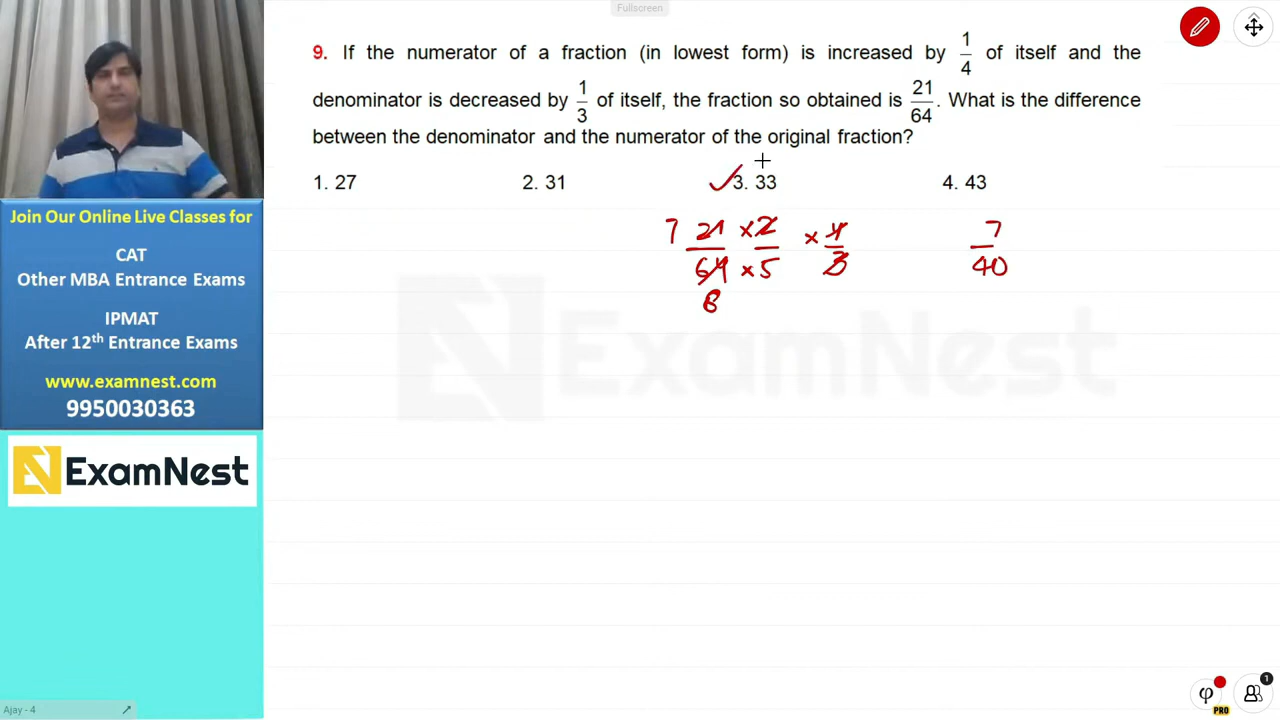 Fullscreen
9. If the numerator of a fraction (in lowest form) is increased by 1/4 of itself and the
denominator is decreased by 1/3 of itself, the fraction so obtained is 21/64. What is the difference
between the denominator and the numerator of the original fraction?
1. 27 2. 31 3. 33 4. 43
7 21 × 2 × 4 7
64 × 5 3 40
8
Join Our Online Live Classes for
CAT
Other MBA Entrance Exams
IPMAT
After 12th Entrance Exams
www.examnest.com
9950030363
ExamNest
ExamNest
Ajay - 4
φ
PRO
1